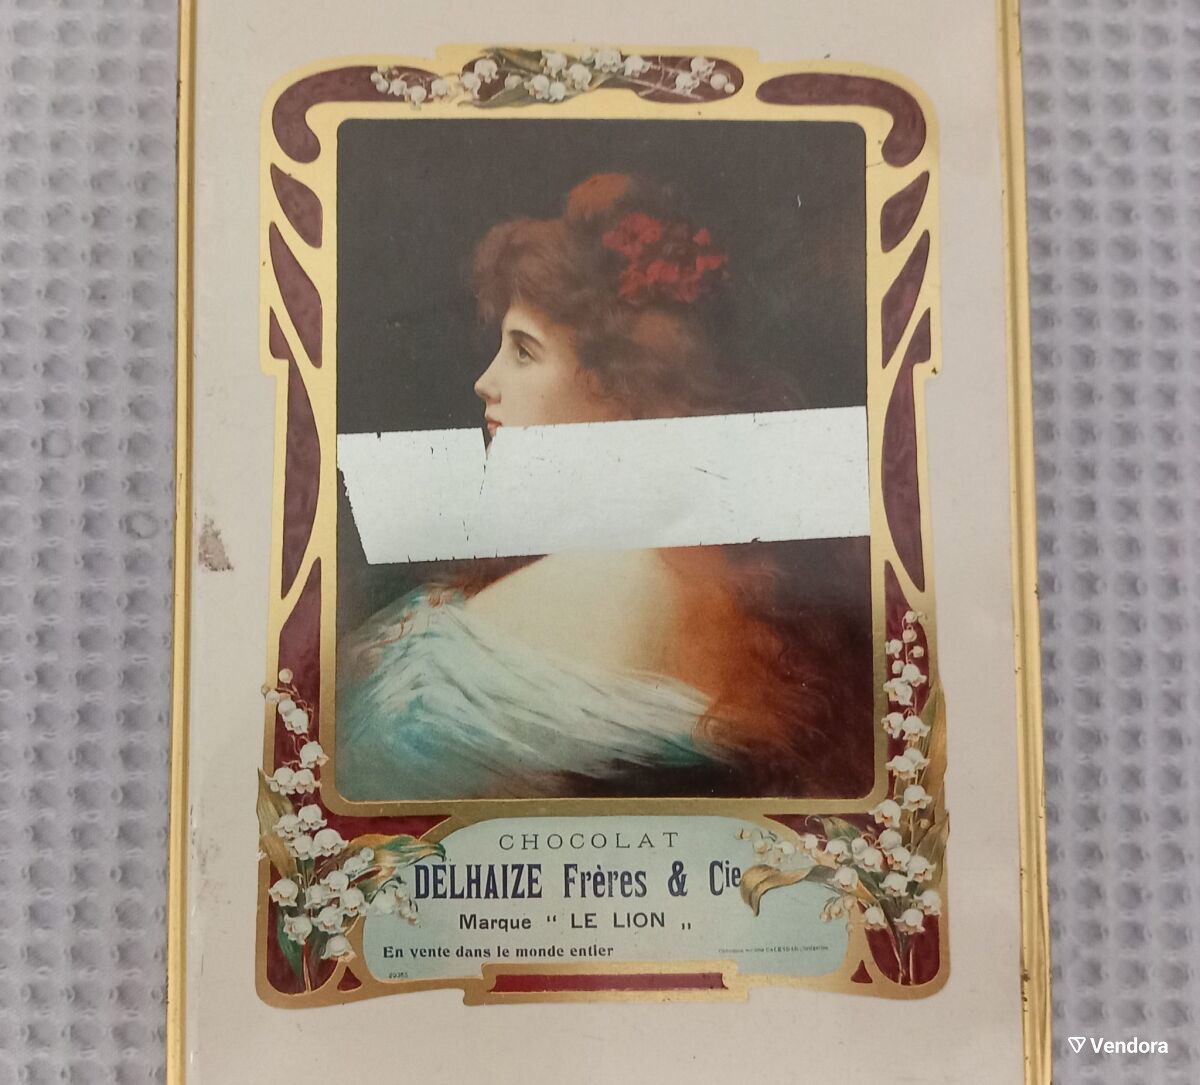 CHOCOLAT
DELHAIZE Frères & Cie
Marque “ LE LION „
En vente dans le monde entier
Vendora